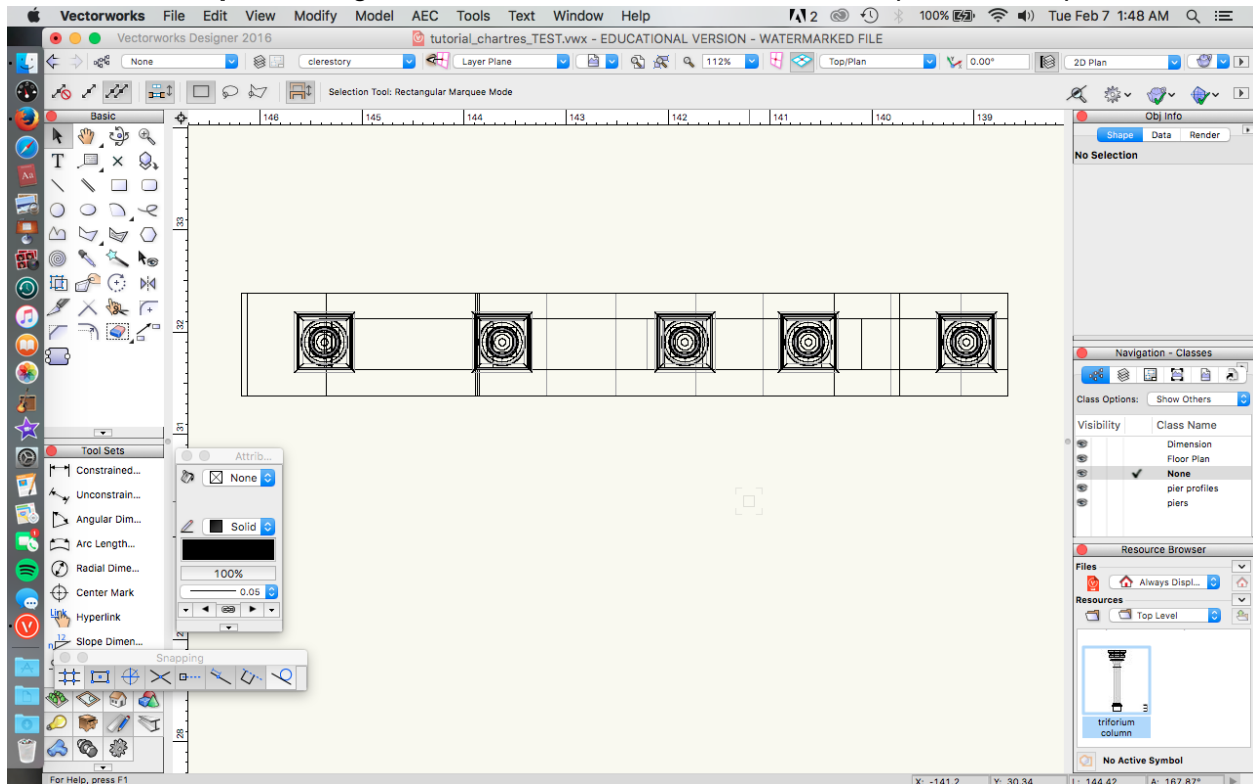 Vectorworks File Edit View Modify Model AEC Tools Text Window Help 2 100% Tue Feb 7 1:48 AM
Vectorworks Designer 2016 tutorial_chartres_TEST.vwx - EDUCATIONAL VERSION - WATERMARKED FILE
None clerestory Layer Plane 112% Top/Plan 0.00° 2D Plan
Selection Tool: Rectangular Marquee Mode
Basic
T
Tool Sets
Constrained...
Unconstrain...
Angular Dim...
Arc Length...
Radial Dime...
Center Mark
Link Hyperlink
12 Slope Dimen...
146 145 144 143 142 141 140 139
33
32
31
28
Attrib...
None
Solid
100%
0.05
Snapping
Obj Info
Shape Data Render
No Selection
Navigation - Classes
Class Options: Show Others
Visibility Class Name
Dimension
Floor Plan
None
pier profiles
piers
Resource Browser
Files
Always Displ...
Resources
Top Level
3
triforium
column
No Active Symbol
For Help, press F1 X: -141.2 Y: 30.34 L: 144.42 A: 167.87°